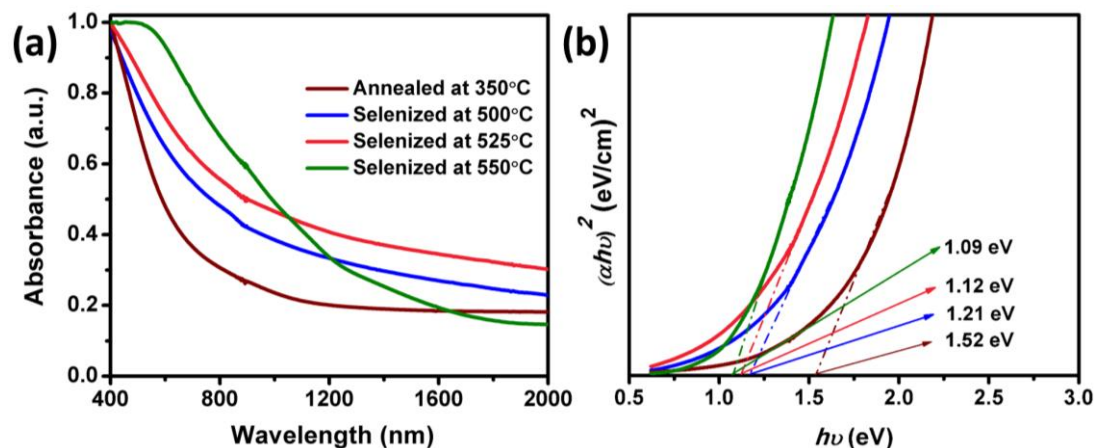 (a)
1.0
0.8
0.6
0.4
0.2
0.0
Absorbance (a.u.)
Annealed at 350°C
Selenized at 500°C
Selenized at 525°C
Selenized at 550°C
400 800 1200 1600 2000
Wavelength (nm)
(b)
(αhυ)² (eV/cm)²
1.09 eV
1.12 eV
1.21 eV
1.52 eV
0.5 1.0 1.5 2.0 2.5 3.0
hυ (eV)